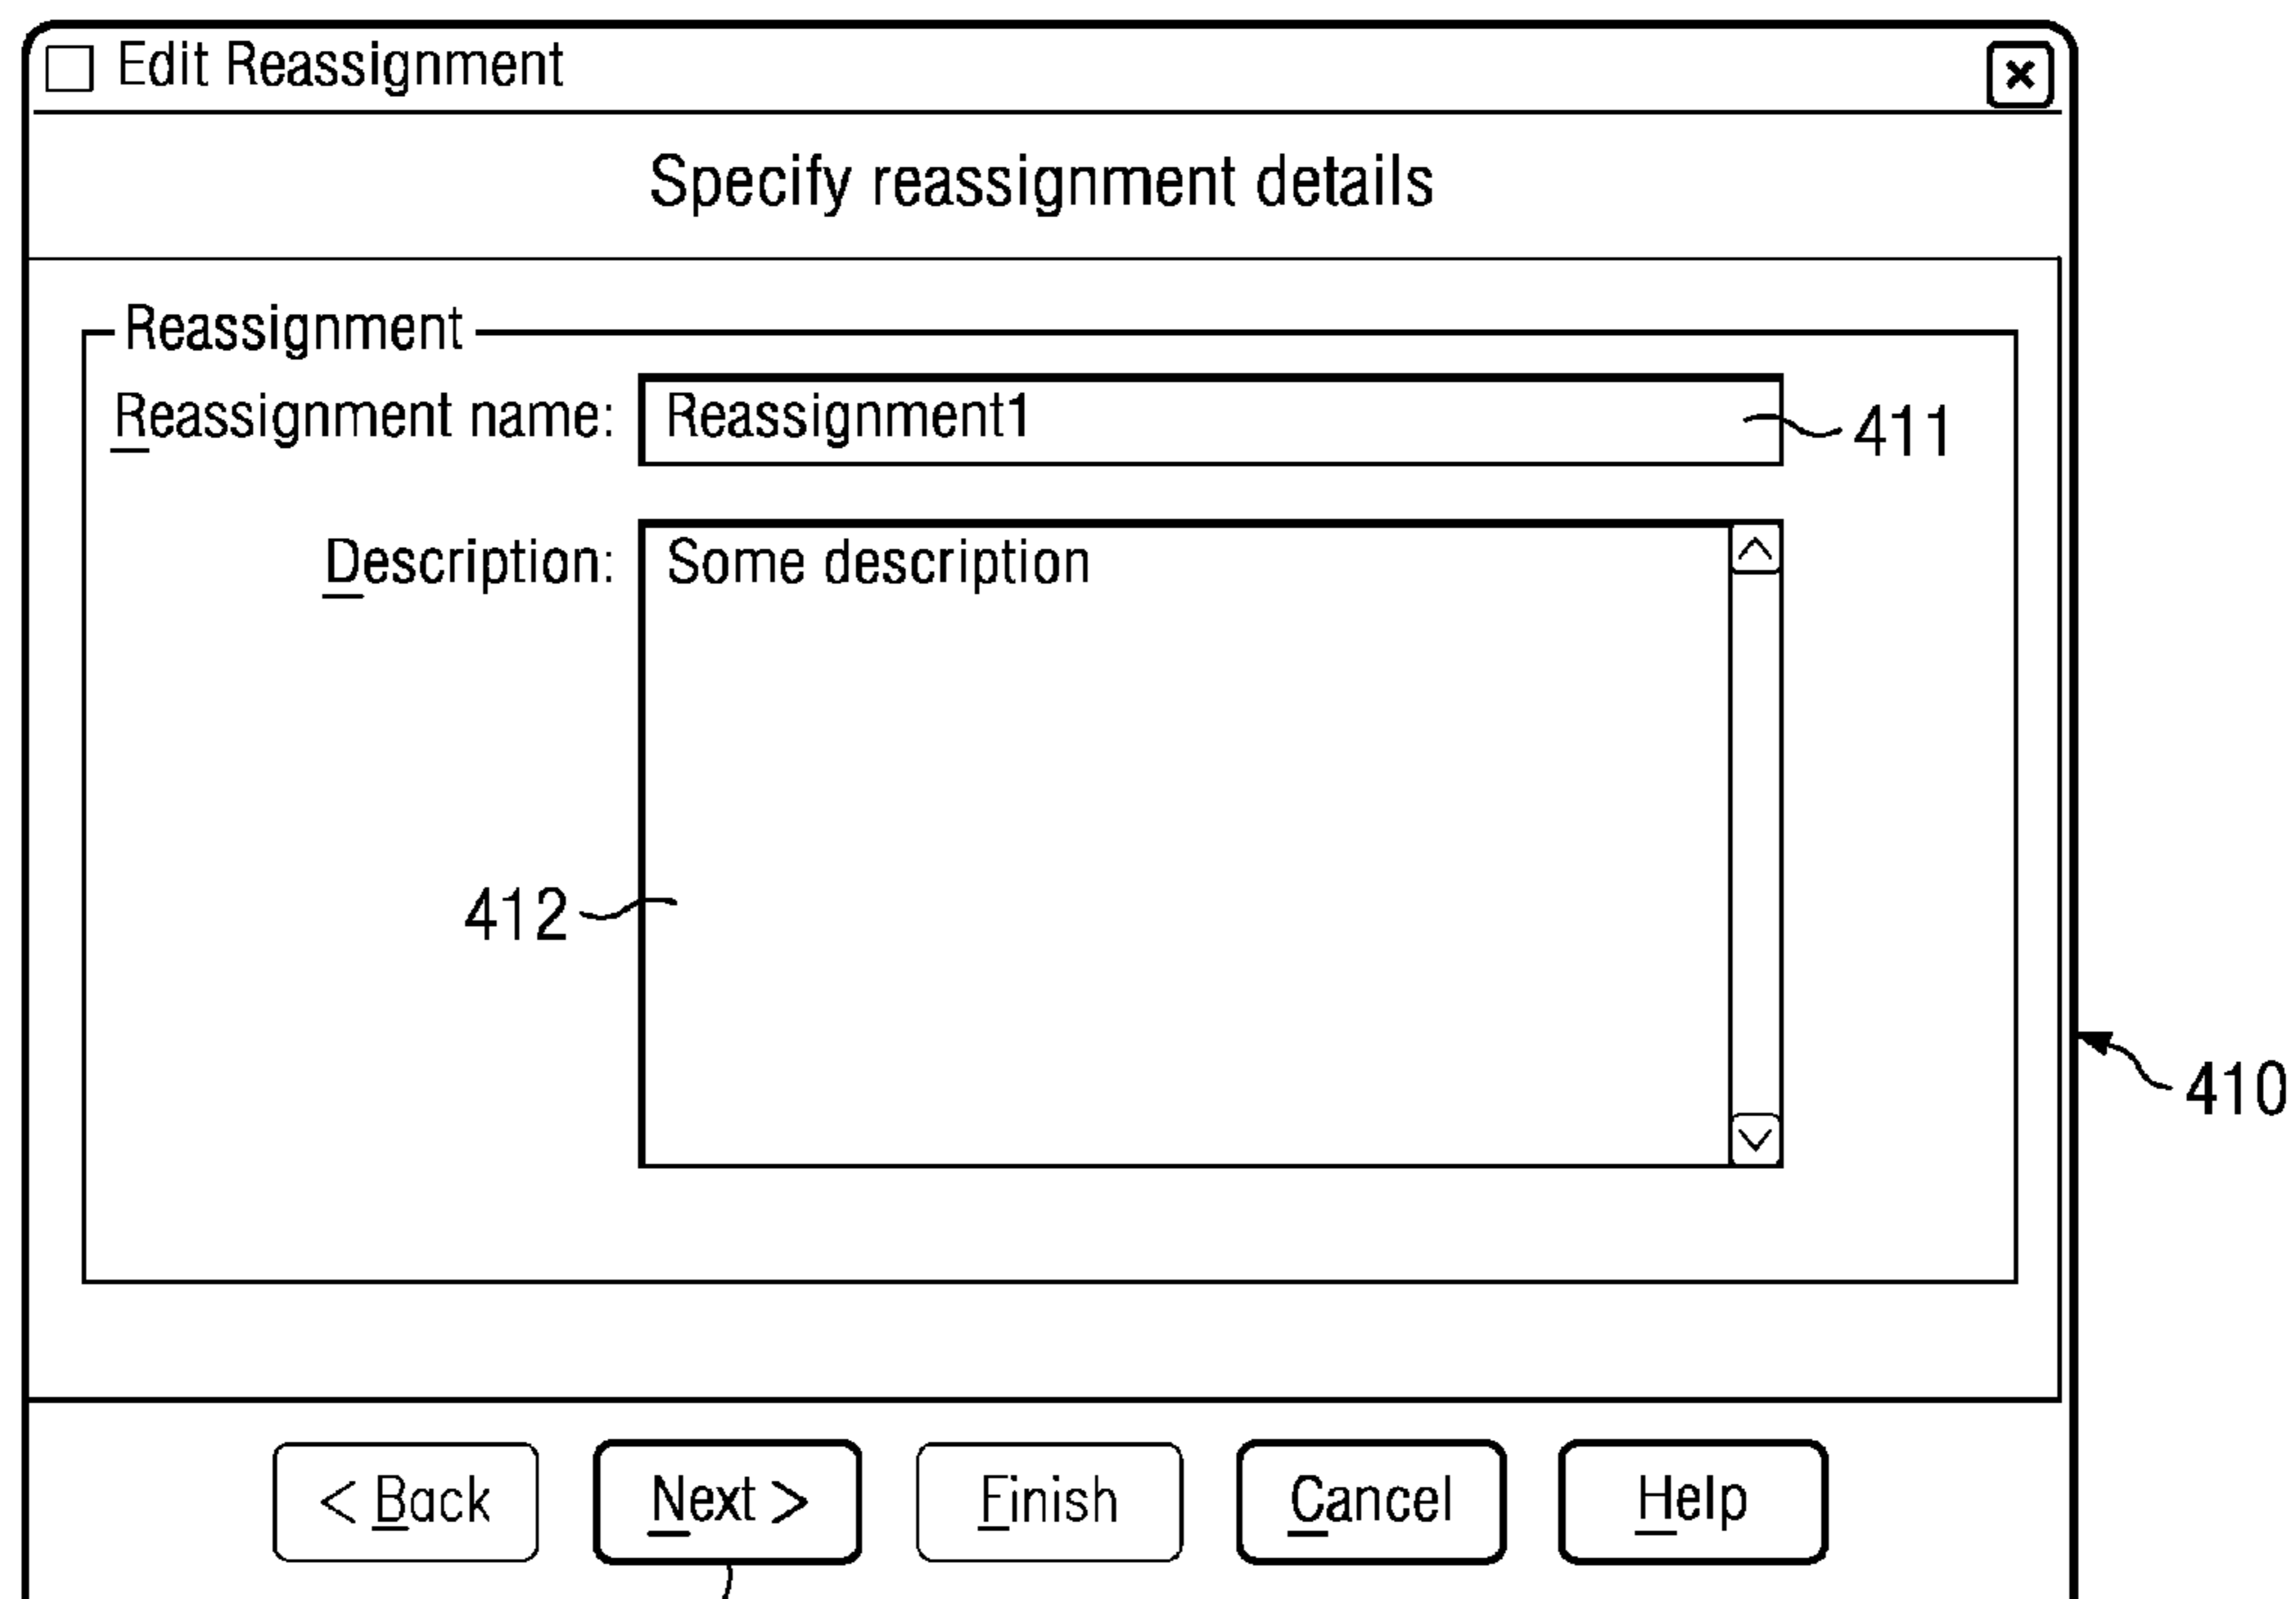 Edit Reassignment
Specify reassignment details
Reassignment
Reassignment name: Reassignment1
411
Description: Some description
412
410
< Back Next > Finish Cancel Help